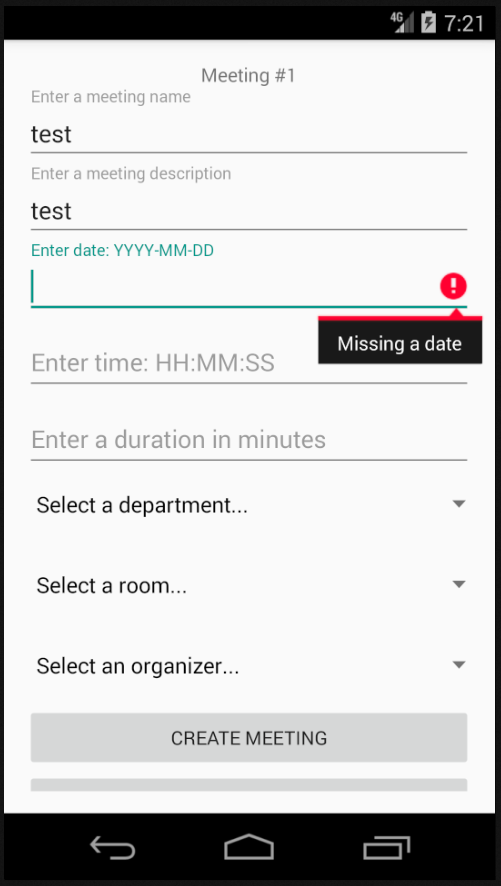 4G 7:21
Meeting #1
Enter a meeting name
test
Enter a meeting description
test
Enter date: YYYY-MM-DD
Missing a date
Enter time: HH:MM:SS
Enter a duration in minutes
Select a department...
Select a room...
Select an organizer...
CREATE MEETING